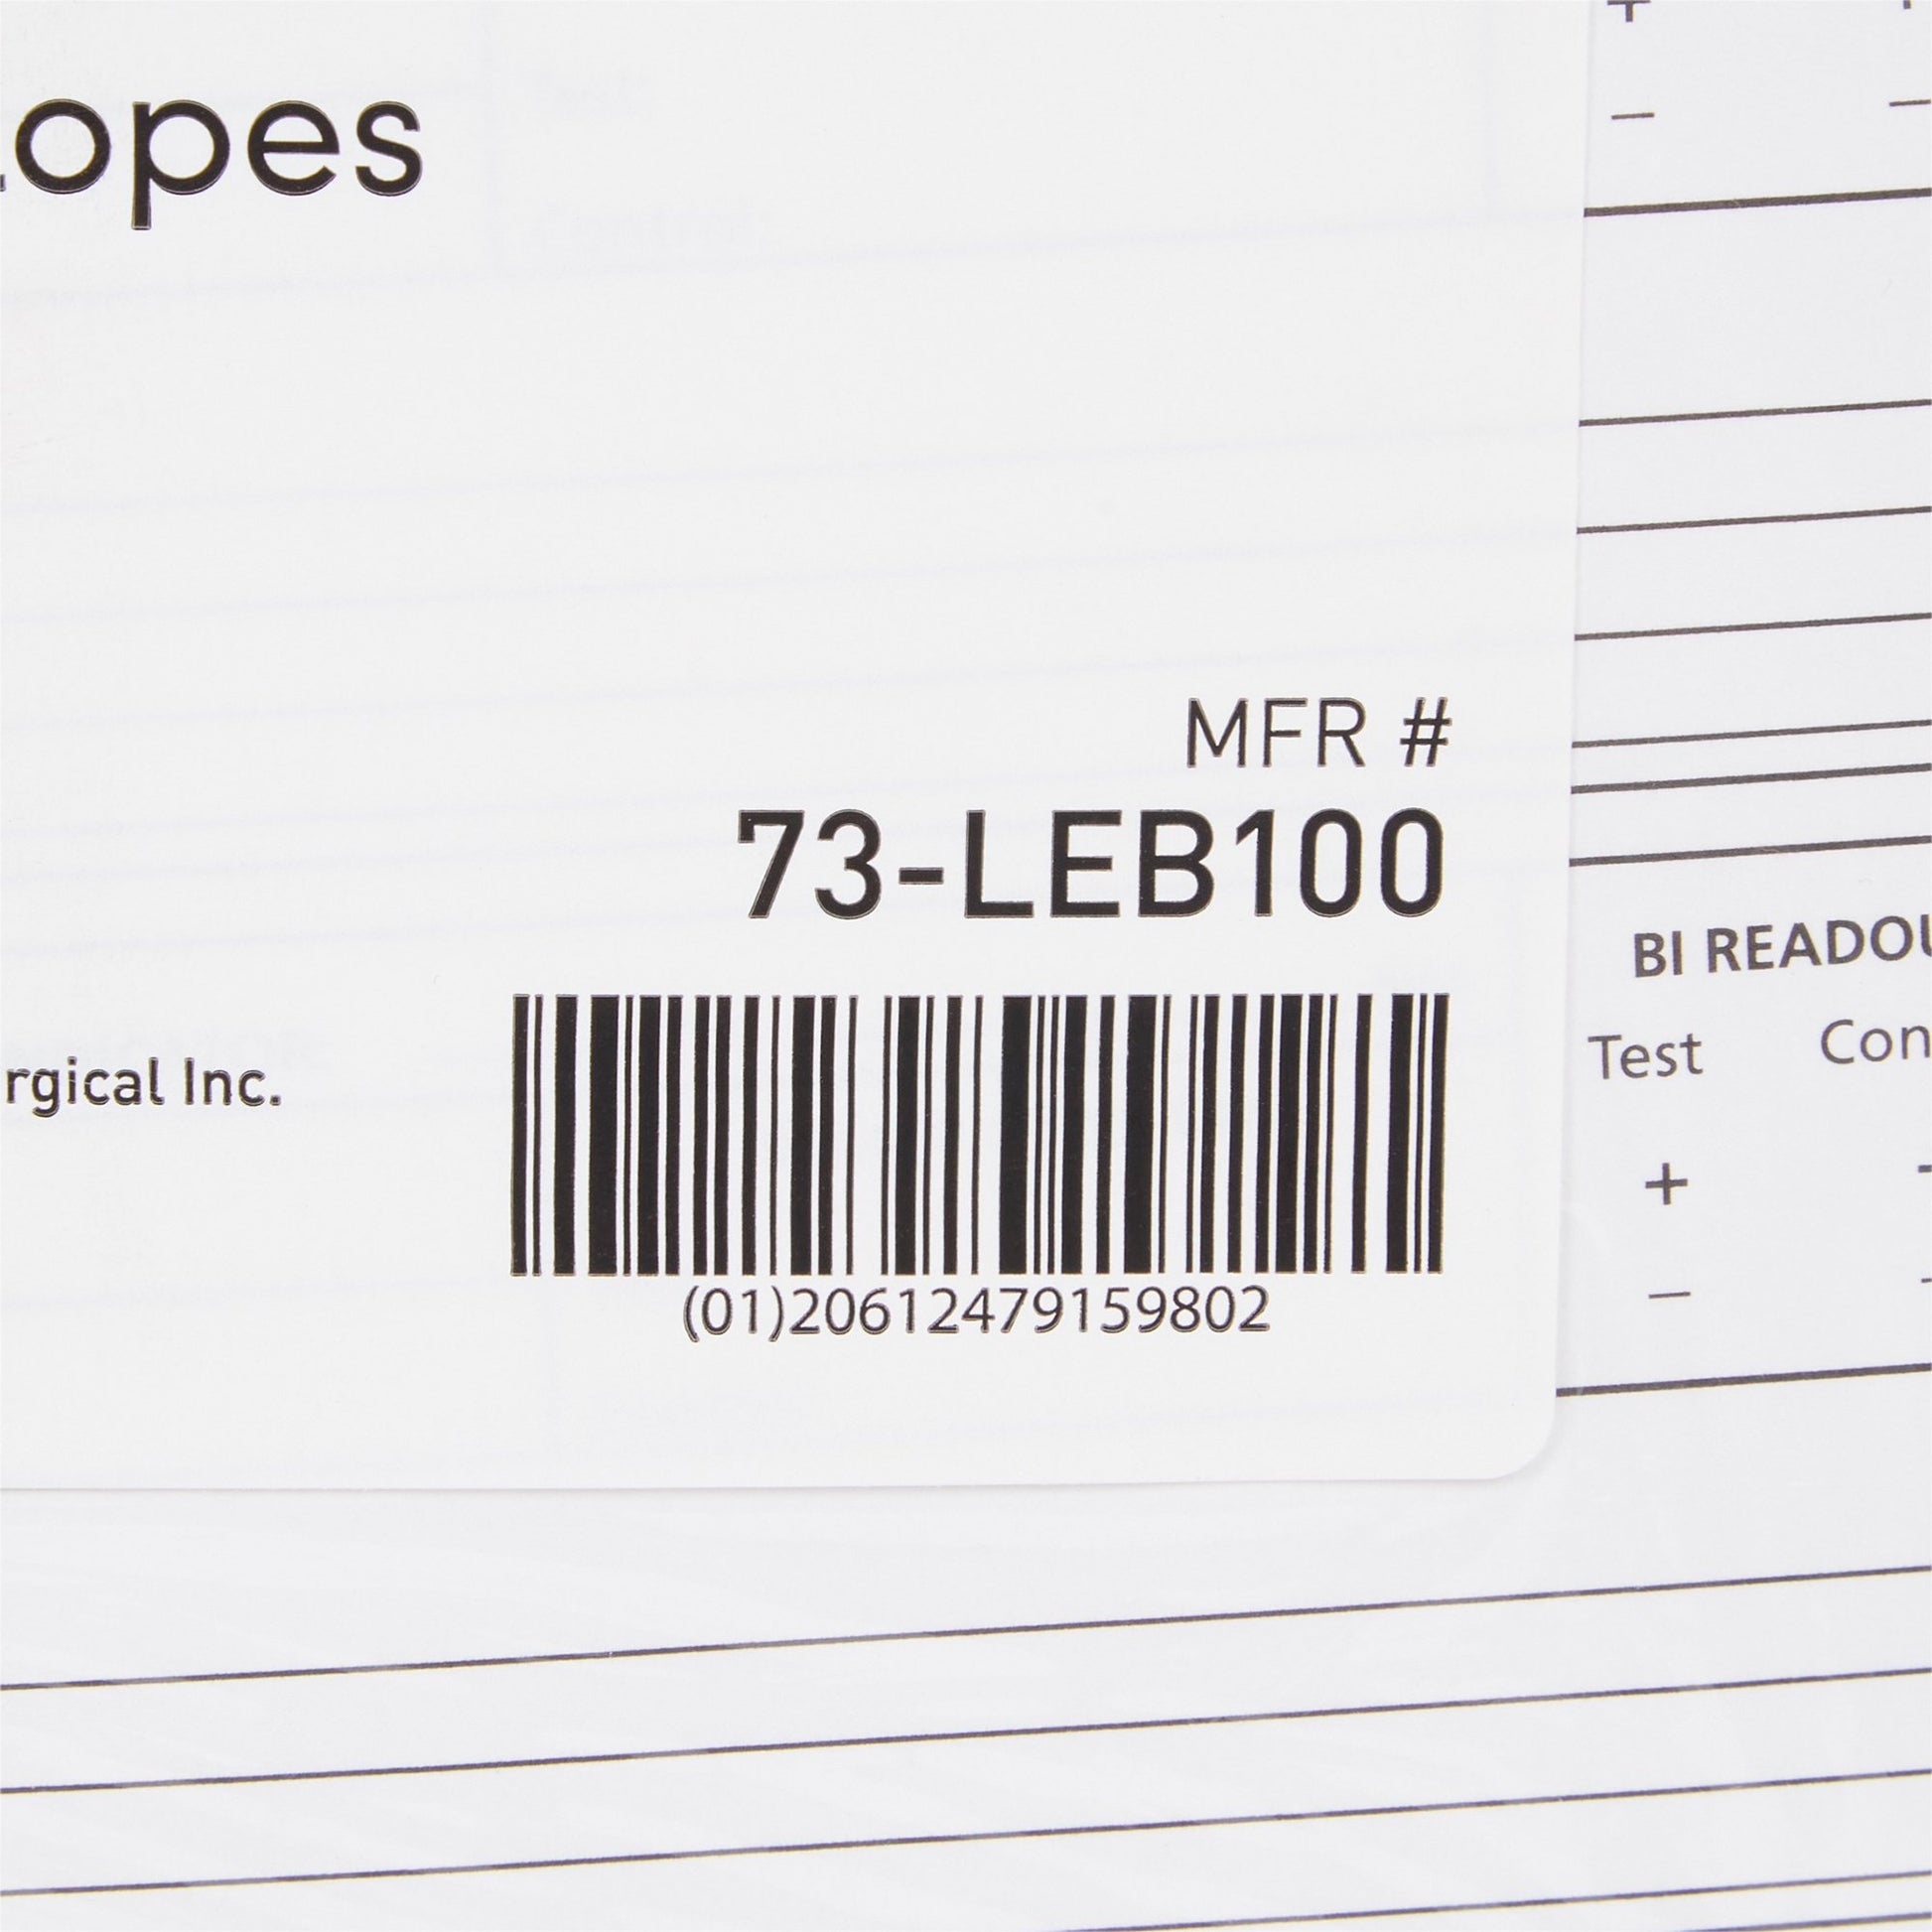 lopes
MFR #
73-LEB100
rgical Inc.
(01)20612479159802
+
−
BI READOU
Test Con
+
−